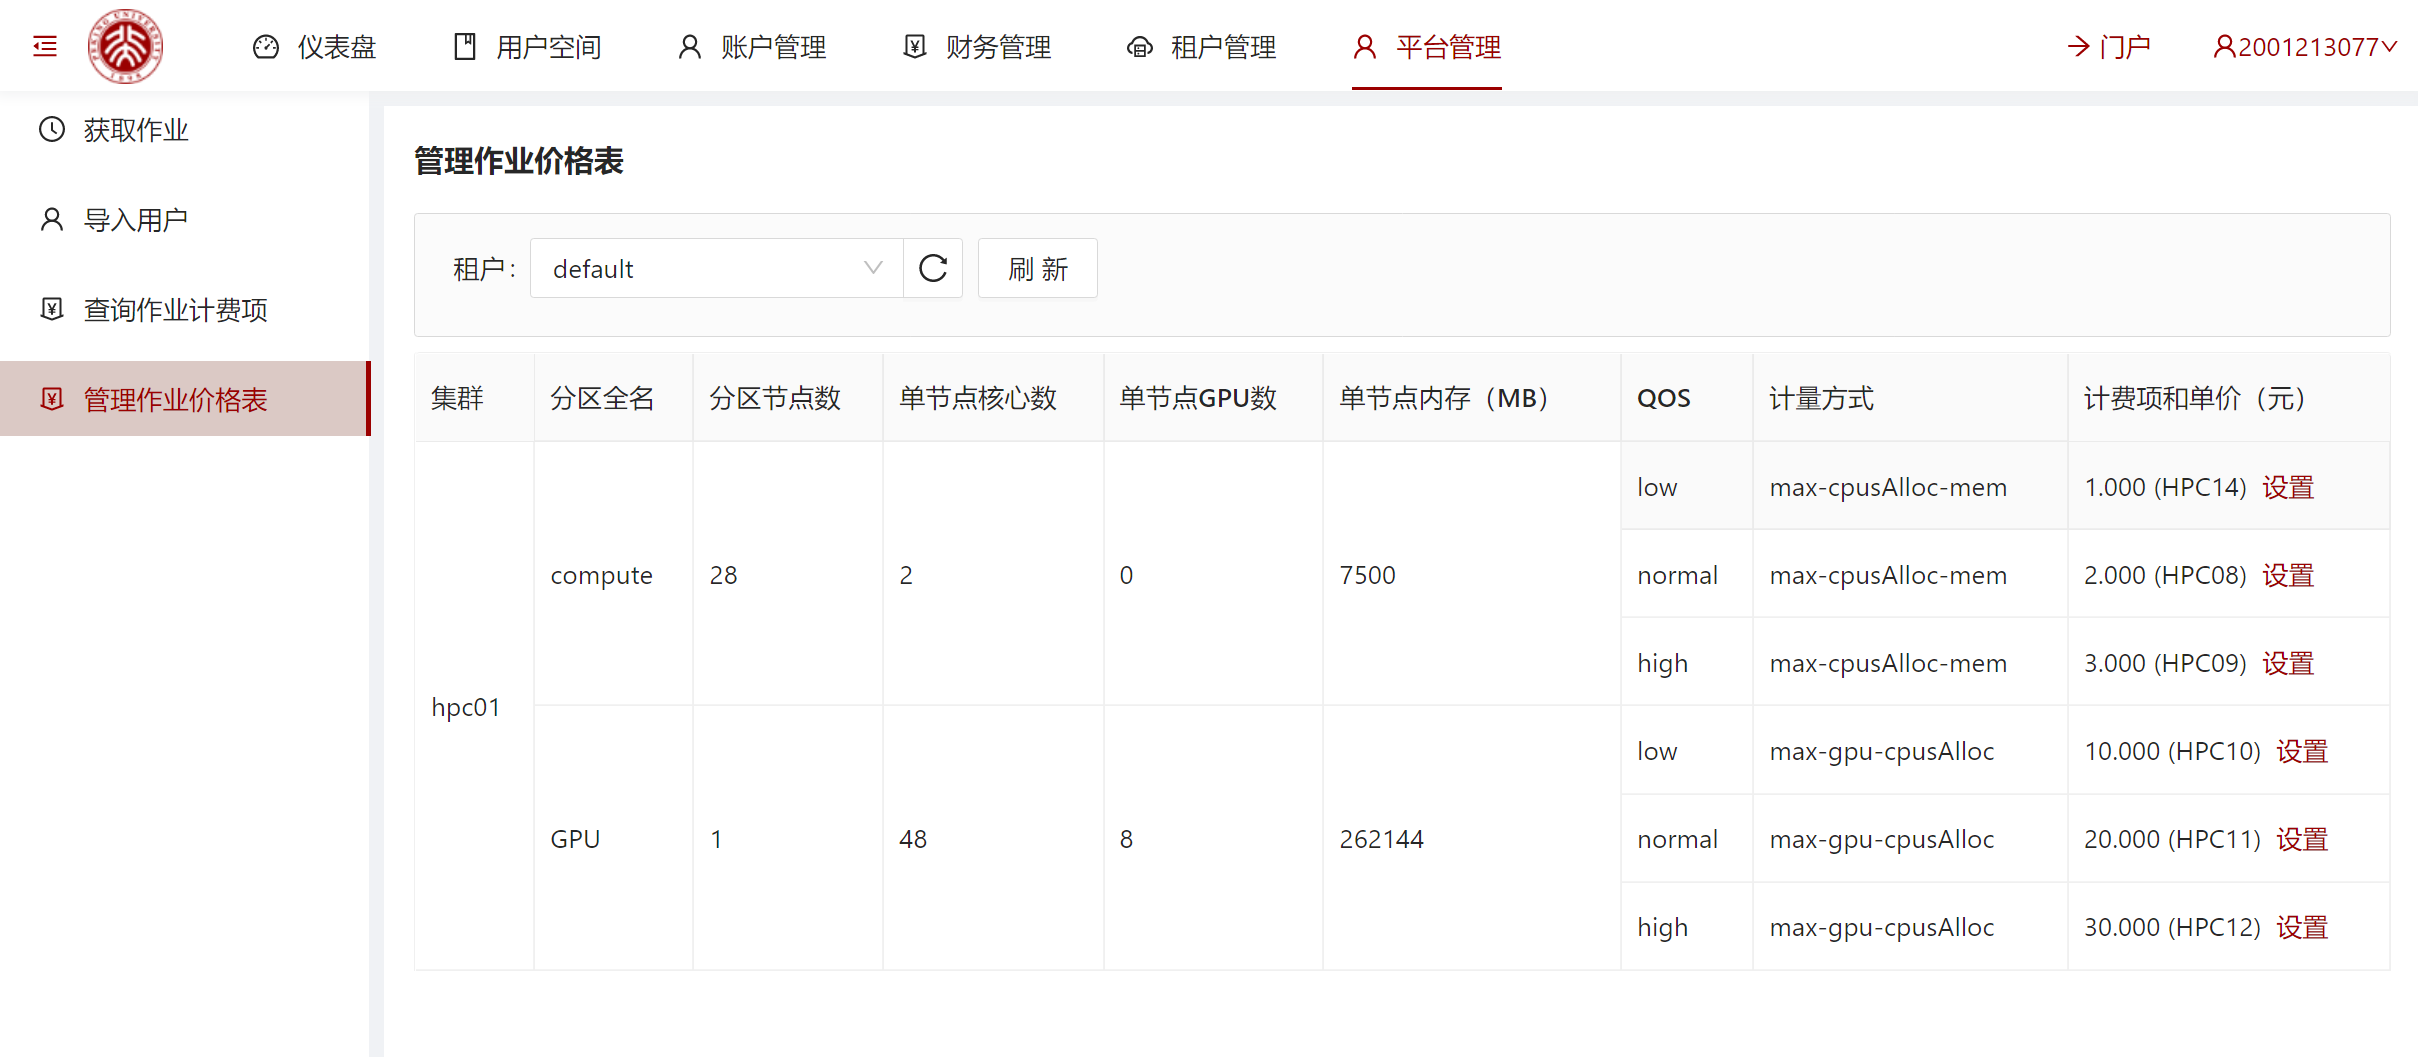 仪表盘 用户空间 账户管理 财务管理 租户管理 平台管理 门户 2001213077
PEKING UNIVERSITY 1898
获取作业
导入用户
查询作业计费项
管理作业价格表
管理作业价格表
租户: default 刷 新
集群 分区全名 分区节点数 单节点核心数 单节点GPU数 单节点内存（MB） QOS 计量方式 计费项和单价（元）
hpc01 compute 28 2 0 7500 low max-cpusAlloc-mem 1.000 (HPC14) 设置
normal max-cpusAlloc-mem 2.000 (HPC08) 设置
high max-cpusAlloc-mem 3.000 (HPC09) 设置
GPU 1 48 8 262144 low max-gpu-cpusAlloc 10.000 (HPC10) 设置
normal max-gpu-cpusAlloc 20.000 (HPC11) 设置
high max-gpu-cpusAlloc 30.000 (HPC12) 设置